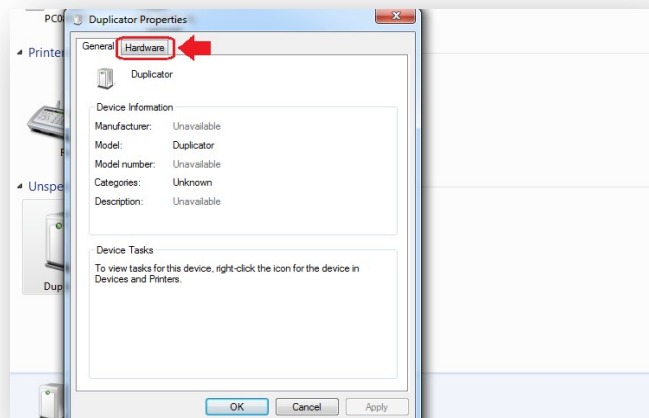 PC0
Duplicator Properties
Printe
General
Hardware
Duplicator
Device Information
Manufacturer: Unavailable
Model: Duplicator
Model number: Unavailable
Categories: Unknown
Description: Unavailable
Unspe
Dup
Device Tasks
To view tasks for this device, right-click the icon for the device in
Devices and Printers.
OK
Cancel
Apply